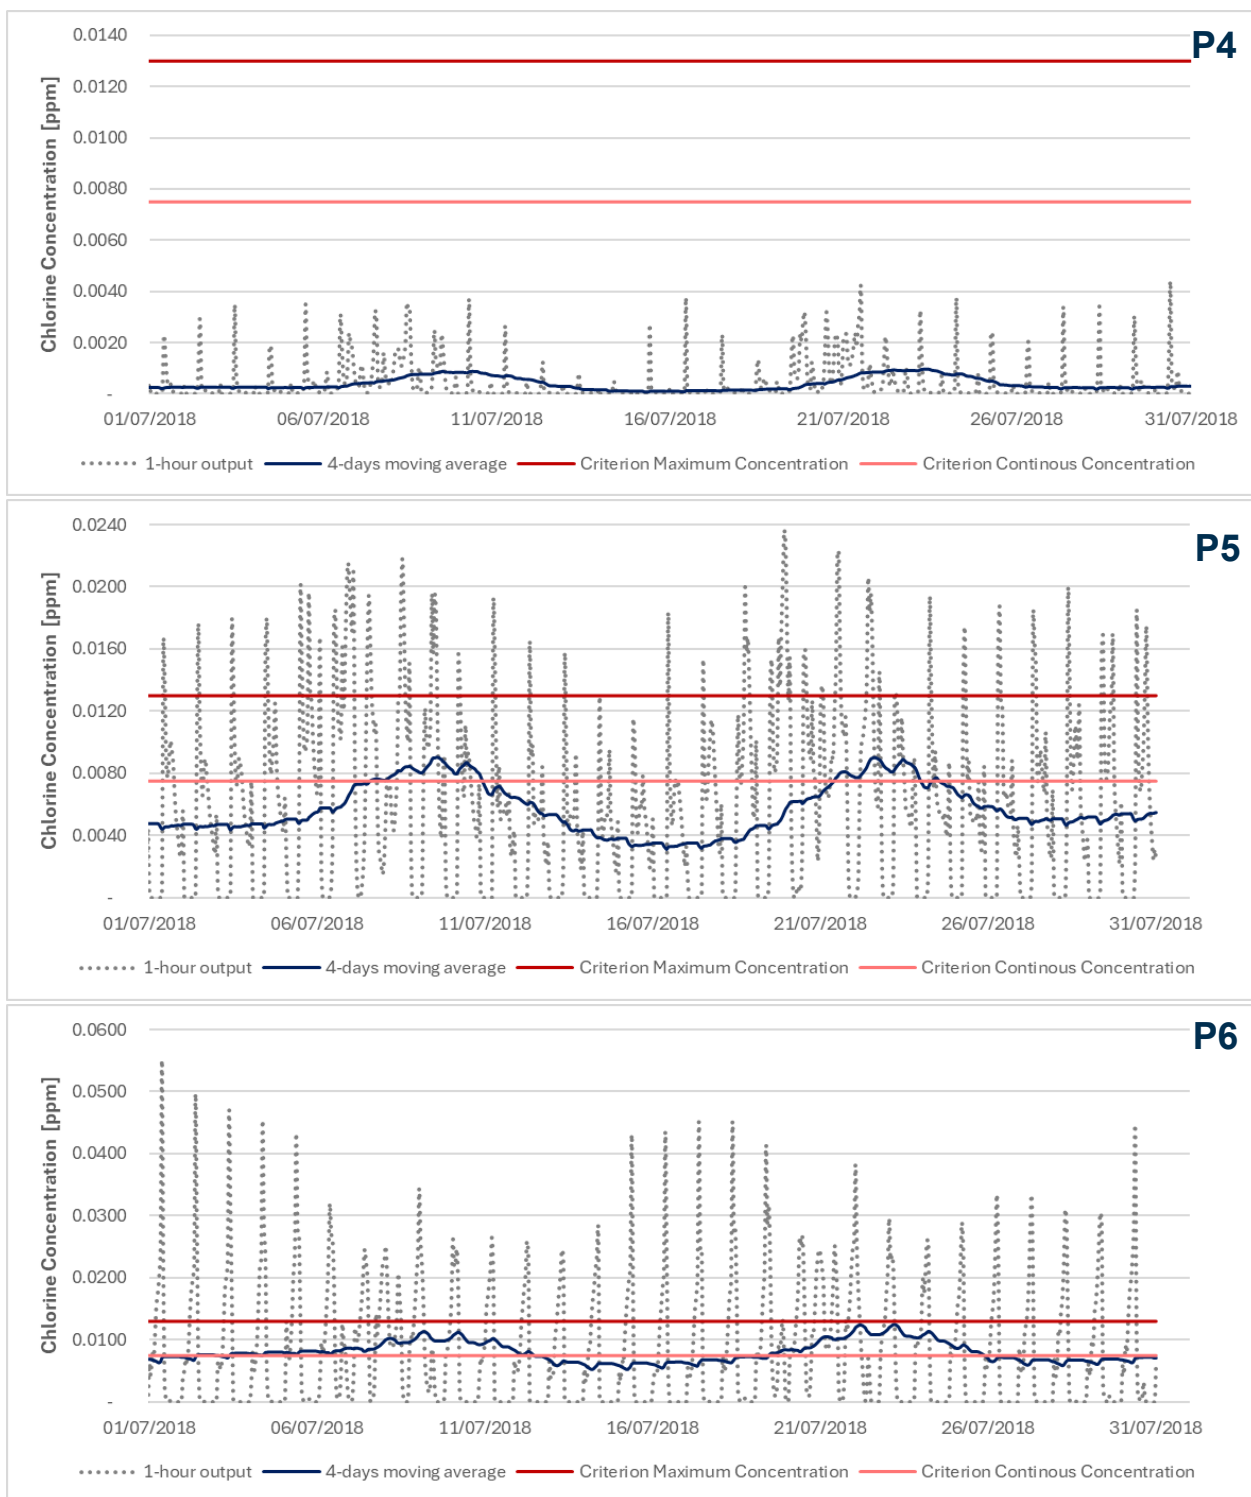 P4
Chlorine Concentration [ppm]
0.0140
0.0120
0.0100
0.0080
0.0060
0.0040
0.0020
-
01/07/2018 06/07/2018 11/07/2018 16/07/2018 21/07/2018 26/07/2018 31/07/2018
1-hour output 4-days moving average Criterion Maximum Concentration Criterion Continous Concentration
P5
Chlorine Concentration [ppm]
0.0240
0.0200
0.0160
0.0120
0.0080
0.0040
-
01/07/2018 06/07/2018 11/07/2018 16/07/2018 21/07/2018 26/07/2018 31/07/2018
1-hour output 4-days moving average Criterion Maximum Concentration Criterion Continous Concentration
P6
Chlorine Concentration [ppm]
0.0600
0.0500
0.0400
0.0300
0.0200
0.0100
-
01/07/2018 06/07/2018 11/07/2018 16/07/2018 21/07/2018 26/07/2018 31/07/2018
1-hour output 4-days moving average Criterion Maximum Concentration Criterion Continous Concentration